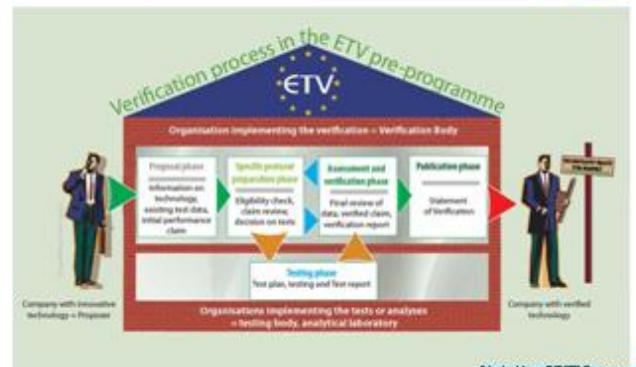 Verification process in the ETV pre-programme
ETV
Organisation implementing the verification = Verification Body
Proposal phase
Information on
technology,
existing test data,
initial performance
claim
Specific protocol
preparation phase
Eligibility check,
claim review,
decision on tests
Assessment and
verification phase
Final review of
data, verified claim,
verification report
Publication phase
Statement
of Verification
Testing phase
Test plan, testing and Test report
Organisations implementing the tests or analyses
= testing body, analytical laboratory
Company with innovative
technology = Proposer
Company with verified
technology